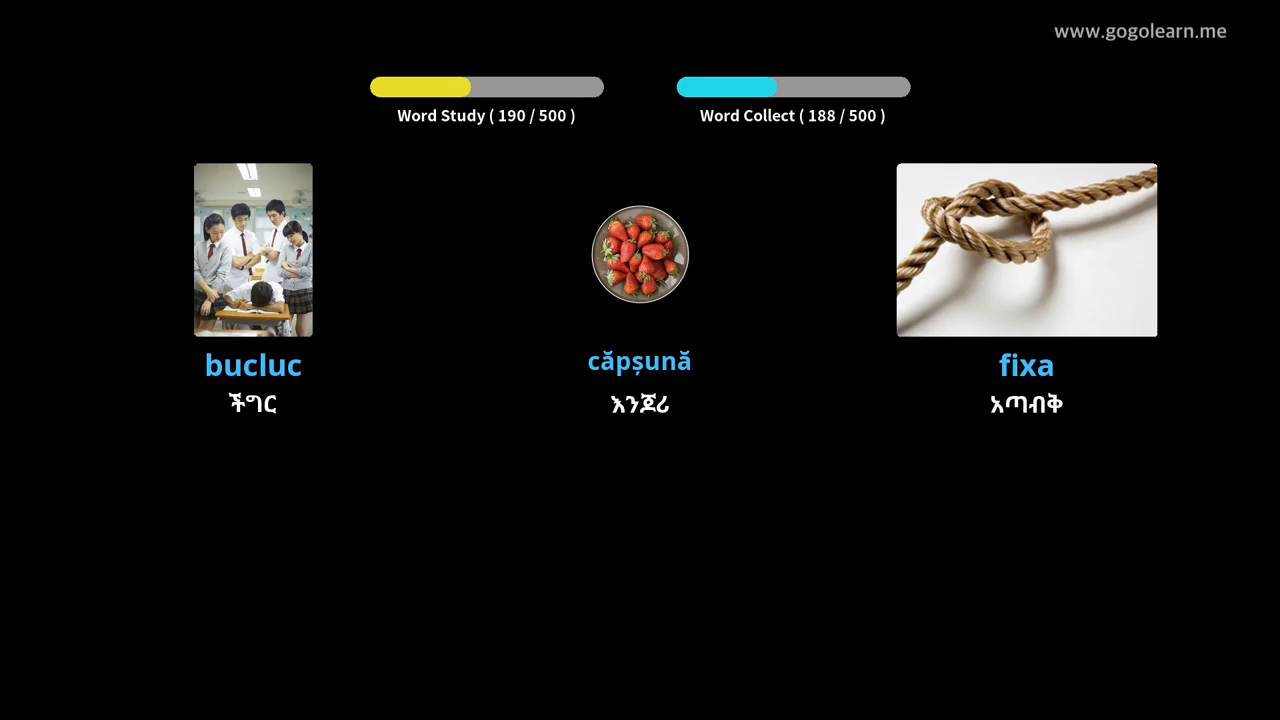 www.gogolearn.me
Word Study ( 190 / 500 )
Word Collect ( 188 / 500 )
bucluc
ችግር
căpșună
እንጆሪ
fixa
አጣብቅ